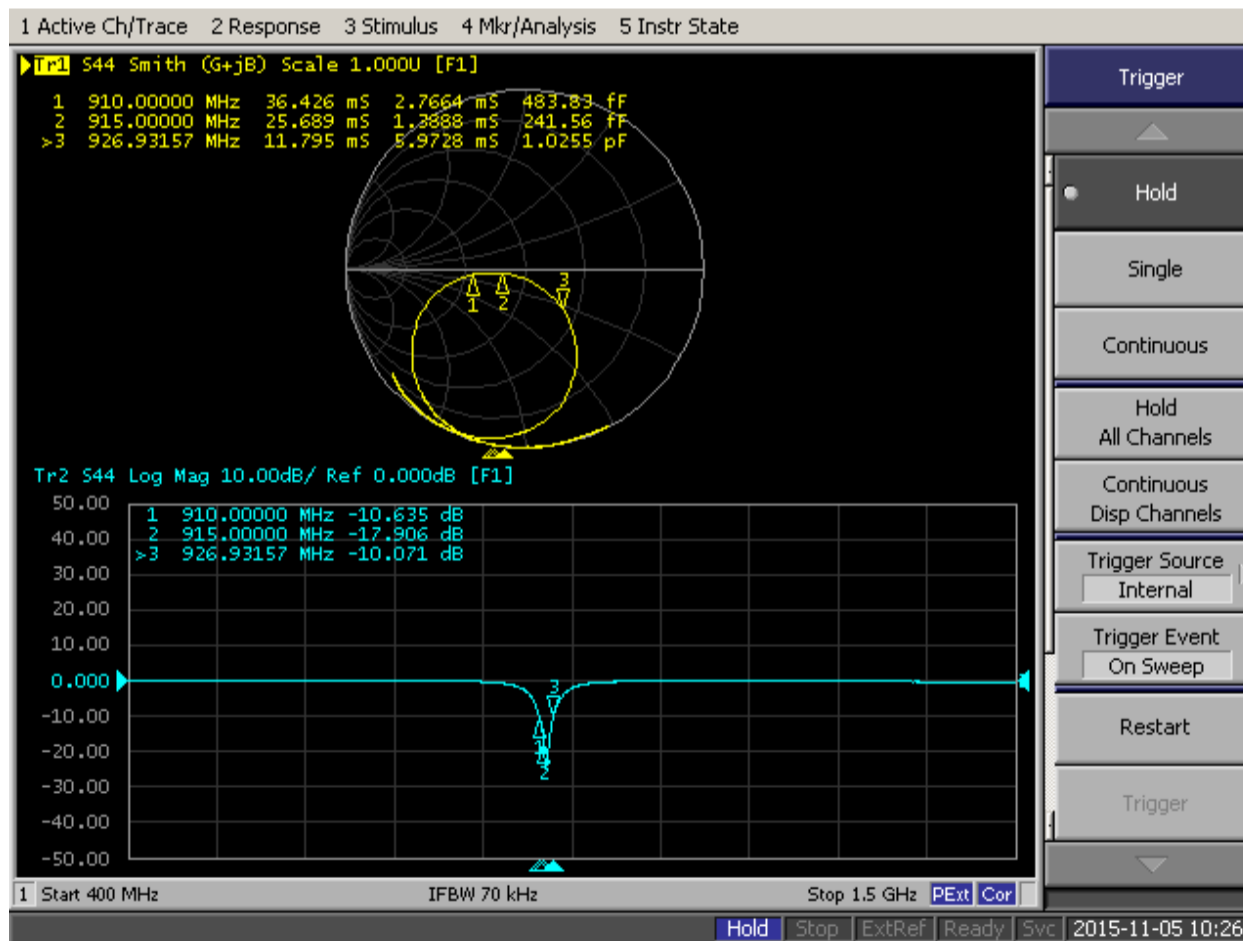 1 Active Ch/Trace 2 Response 3 Stimulus 4 Mkr/Analysis 5 Instr State
Tr1 S44 Smith (G+jB) Scale 1.000U [F1]
1 910.00000 MHz 36.426 mS 2.7664 mS 483.83 fF
2 915.00000 MHz 25.689 mS 1.3888 mS 241.56 fF
>3 926.93157 MHz 11.795 mS 5.9728 mS 1.0255 pF
3
1 2
Tr2 S44 Log Mag 10.00dB/ Ref 0.000dB [F1]
50.00
1 910.00000 MHz -10.635 dB
2 915.00000 MHz -17.906 dB
>3 926.93157 MHz -10.071 dB
40.00
30.00
20.00
10.00
0.000
3
-10.00
1
-20.00
2
-30.00
-40.00
-50.00
1 Start 400 MHz IFBW 70 kHz Stop 1.5 GHz PExt Cor
Trigger
Hold
Single
Continuous
Hold
All Channels
Continuous
Disp Channels
Trigger Source
Internal
Trigger Event
On Sweep
Restart
Trigger
Hold Stop ExtRef Ready Svc 2015-11-05 10:26